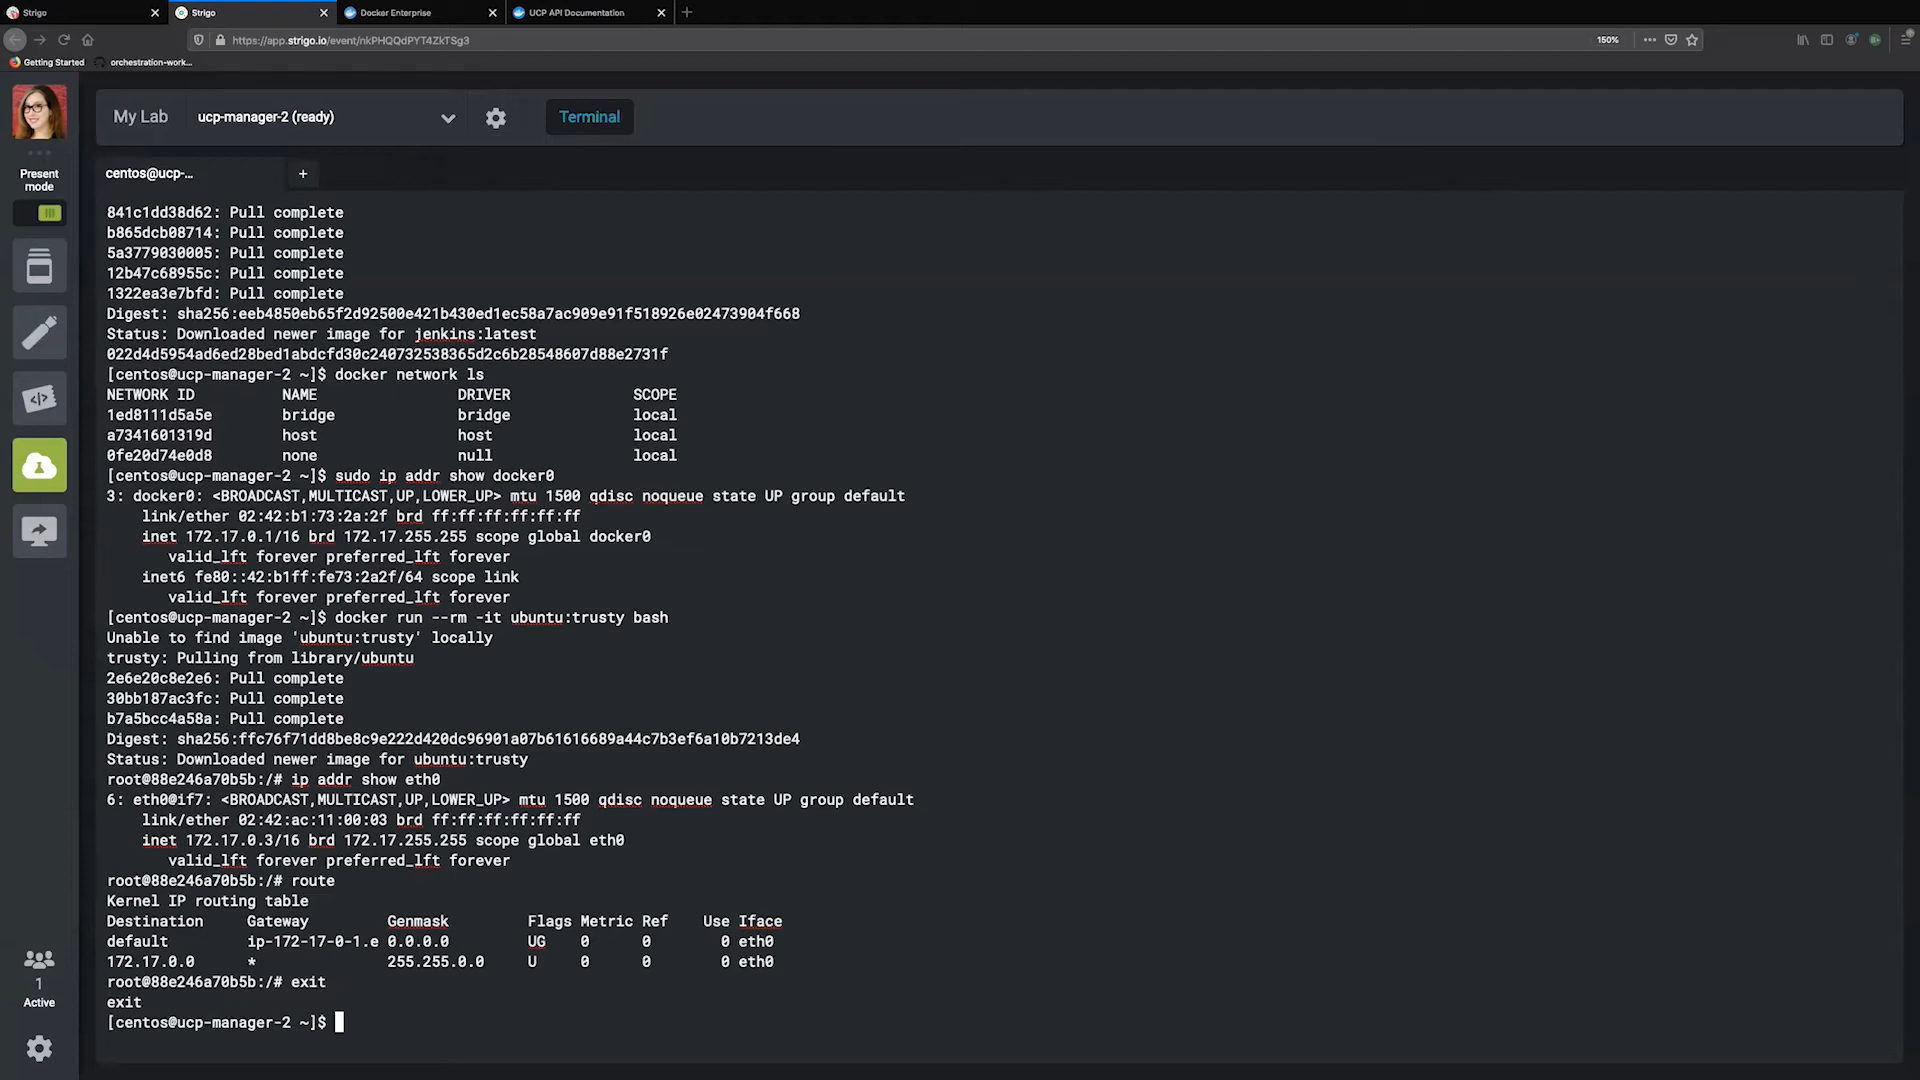 Strigo
Strigo
Docker Enterprise
UCP API Documentation
https://app.strigo.io/event/nkPHQQdPYT4ZkTSg3
150%
Getting Started
orchestration-work...
My Lab
ucp-manager-2 (ready)
Terminal
Present mode
centos@ucp-...
+
841c1dd38d62: Pull complete
b865dcb08714: Pull complete
5a3779030005: Pull complete
12b47c68955c: Pull complete
1322ea3e7bfd: Pull complete
Digest: sha256:eeb4850eb65f2d92500e421b430ed1ec58a7ac909e91f518926e02473904f668
Status: Downloaded newer image for jenkins:latest
022d4d5954ad6ed28bed1abdcfd30c240732538365d2c6b28548607d88e2731f
[centos@ucp-manager-2 ~]$ docker network ls
NETWORK ID NAME DRIVER SCOPE
1ed8111d5a5e bridge bridge local
a7341601319d host host local
0fe20d74e0d8 none null local
[centos@ucp-manager-2 ~]$ sudo ip addr show docker0
3: docker0: <BROADCAST,MULTICAST,UP,LOWER_UP> mtu 1500 qdisc noqueue state UP group default
link/ether 02:42:b1:73:2a:2f brd ff:ff:ff:ff:ff:ff
inet 172.17.0.1/16 brd 172.17.255.255 scope global docker0
valid_lft forever preferred_lft forever
inet6 fe80::42:b1ff:fe73:2a2f/64 scope link
valid_lft forever preferred_lft forever
[centos@ucp-manager-2 ~]$ docker run --rm -it ubuntu:trusty bash
Unable to find image 'ubuntu:trusty' locally
trusty: Pulling from library/ubuntu
2e6e20c8e2e6: Pull complete
30bb187ac3fc: Pull complete
b7a5bcc4a58a: Pull complete
Digest: sha256:ffc76f71dd8be8c9e222d420dc96901a07b61616689a44c7b3ef6a10b7213de4
Status: Downloaded newer image for ubuntu:trusty
root@88e246a70b5b:/# ip addr show eth0
6: eth0@if7: <BROADCAST,MULTICAST,UP,LOWER_UP> mtu 1500 qdisc noqueue state UP group default
link/ether 02:42:ac:11:00:03 brd ff:ff:ff:ff:ff:ff
inet 172.17.0.3/16 brd 172.17.255.255 scope global eth0
valid_lft forever preferred_lft forever
root@88e246a70b5b:/# route
Kernel IP routing table
Destination Gateway Genmask Flags Metric Ref Use Iface
default ip-172-17-0-1.e 0.0.0.0 UG 0 0 0 eth0
172.17.0.0 * 255.255.0.0 U 0 0 0 eth0
root@88e246a70b5b:/# exit
exit
[centos@ucp-manager-2 ~]$
1
Active